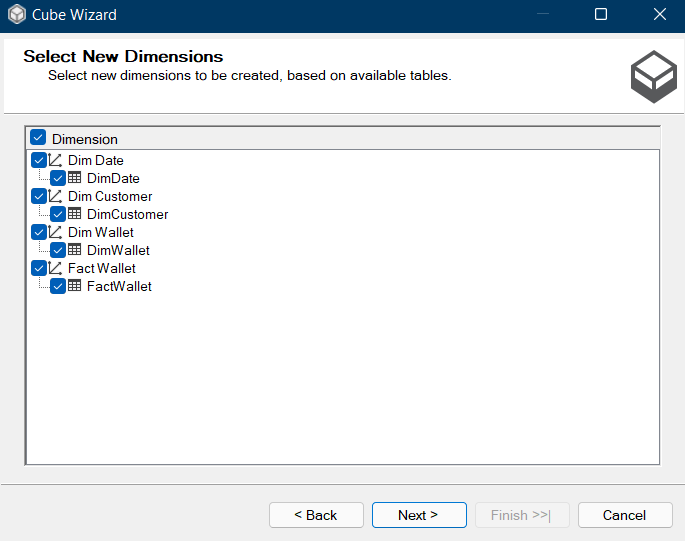 Cube Wizard
Select New Dimensions
Select new dimensions to be created, based on available tables.
Dimension
Dim Date
DimDate
Dim Customer
DimCustomer
Dim Wallet
DimWallet
Fact Wallet
FactWallet
< Back
Next >
Finish >>|
Cancel